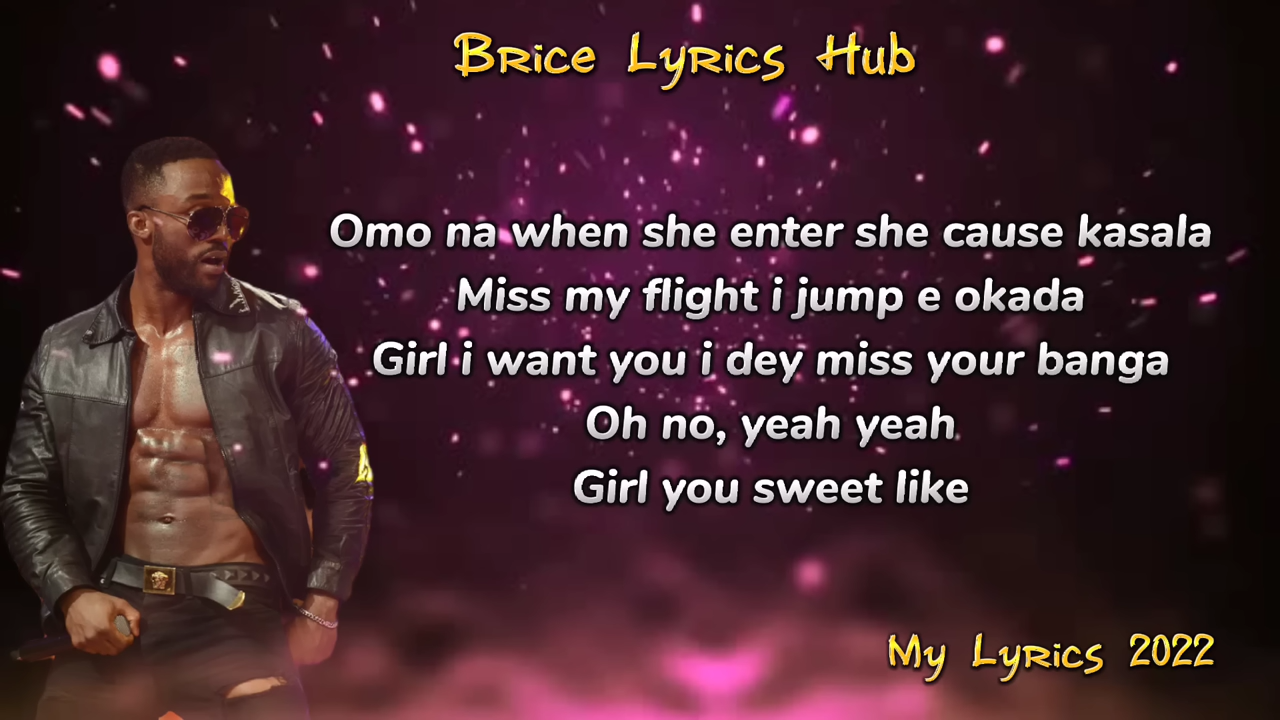 Brice Lyrics Hub
Omo na when she enter she cause kasala
Miss my flight i jump e okada
Girl i want you i dey miss your banga
Oh no, yeah yeah
Girl you sweet like
My Lyrics 2022